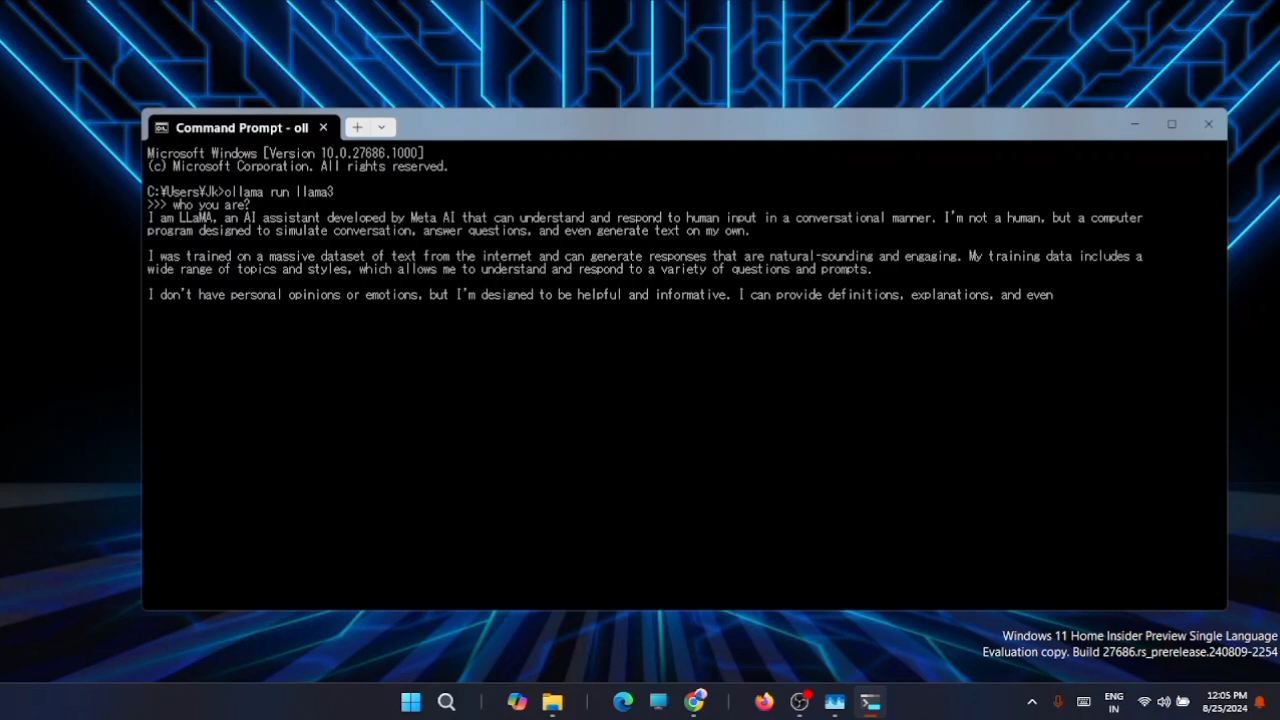 Command Prompt - oll
Microsoft Windows [Version 10.0.27686.1000]
(c) Microsoft Corporation. All rights reserved.
C:¥Users¥Jk>ollama run llama3
>>> who you are?
I am LLaMA, an AI assistant developed by Meta AI that can understand and respond to human input in a conversational manner. I'm not a human, but a computer
program designed to simulate conversation, answer questions, and even generate text on my own.
I was trained on a massive dataset of text from the internet and can generate responses that are natural-sounding and engaging. My training data includes a
wide range of topics and styles, which allows me to understand and respond to a variety of questions and prompts.
I don't have personal opinions or emotions, but I'm designed to be helpful and informative. I can provide definitions, explanations, and even
Windows 11 Home Insider Preview Single Language
Evaluation copy. Build 27686.rs_prerelease.240809-2254
ENG
IN
12:05 PM
8/25/2024